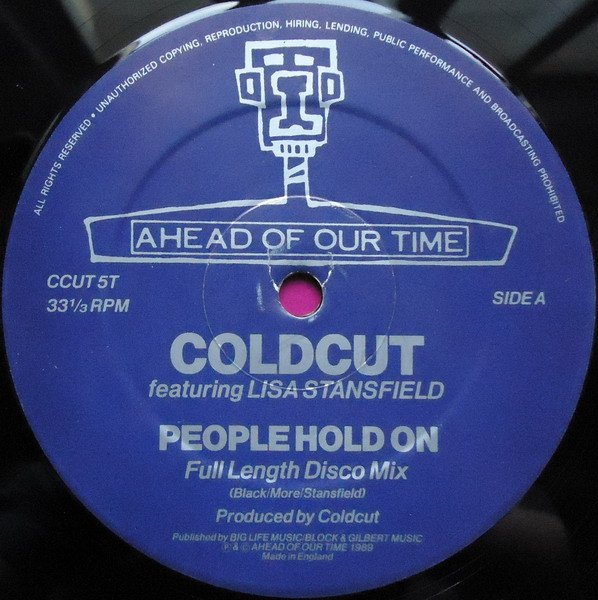 ALL RIGHTS RESERVED • UNAUTHORIZED COPYING, REPRODUCTION, HIRING, LENDING, PUBLIC PERFORMANCE AND BROADCASTING PROHIBITED
AHEAD OF OUR TIME
CCUT 5T
33⅓ RPM
SIDE A
COLDCUT
featuring LISA STANSFIELD
PEOPLE HOLD ON
Full Length Disco Mix
(Black/More/Stansfield)
Produced by Coldcut
Published by BIG LIFE MUSIC/BLOCK & GILBERT MUSIC
Ⓟ & © AHEAD OF OUR TIME 1989
Made in England